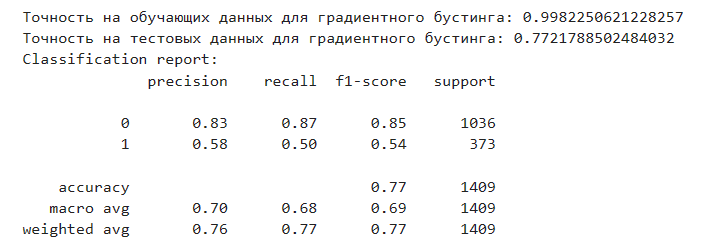 Точность на обучающих данных для градиентного бустинга: 0.9982250621228257
Точность на тестовых данных для градиентного бустинга: 0.7721788502484032
Classification report:
precision recall f1-score support
0 0.83 0.87 0.85 1036
1 0.58 0.50 0.54 373
accuracy 0.77 1409
macro avg 0.70 0.68 0.69 1409
weighted avg 0.76 0.77 0.77 1409